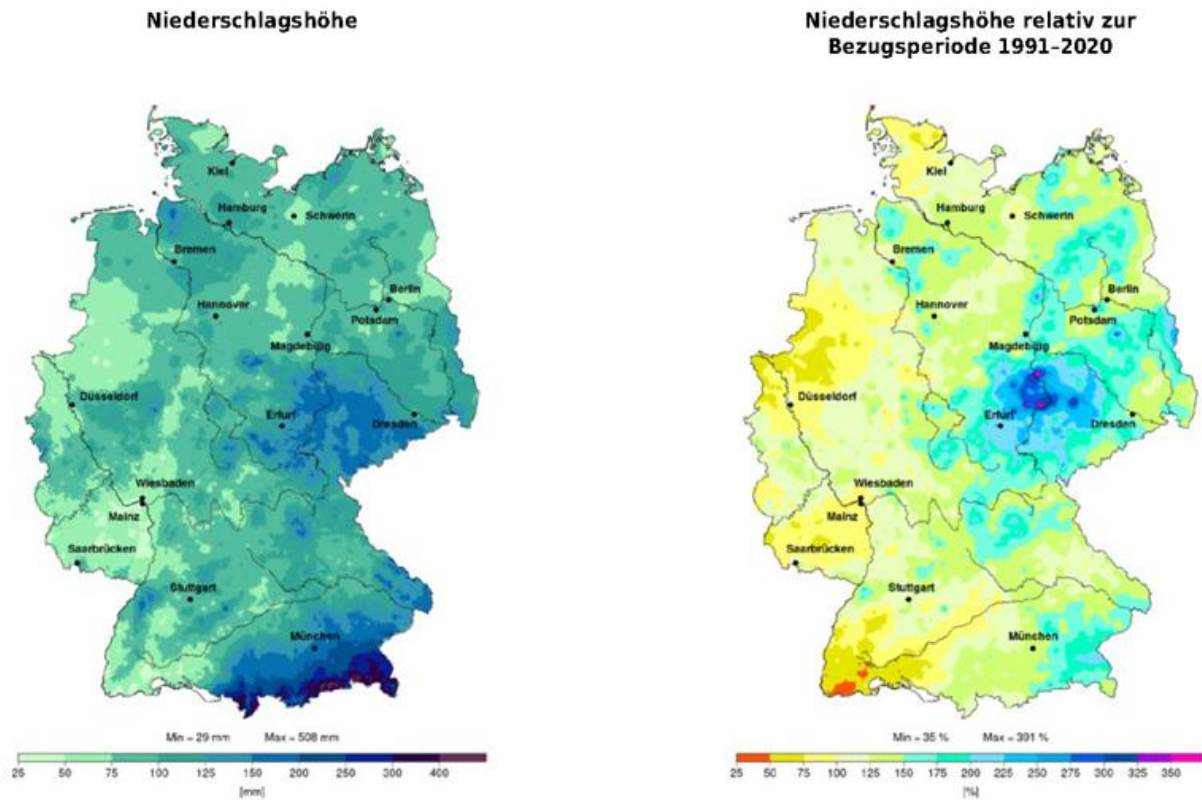 Niederschlagshöhe
Kiel
Hamburg
Schwerin
Bremen
Berlin
Hannover
Potsdam
Magdeburg
Düsseldorf
Erfurt
Dresden
Wiesbaden
Mainz
Saarbrücken
Stuttgart
München
Min = 29 mm Max = 508 mm
25 50 75 100 125 150 200 250 300 400
[mm]
Niederschlagshöhe relativ zur
Bezugsperiode 1991–2020
Kiel
Hamburg
Schwerin
Bremen
Berlin
Hannover
Potsdam
Magdeburg
Düsseldorf
Erfurt
Dresden
Wiesbaden
Mainz
Saarbrücken
Stuttgart
München
Min = 35 % Max = 391 %
25 50 75 100 150 175 200 225 275 300 325 350
[%]